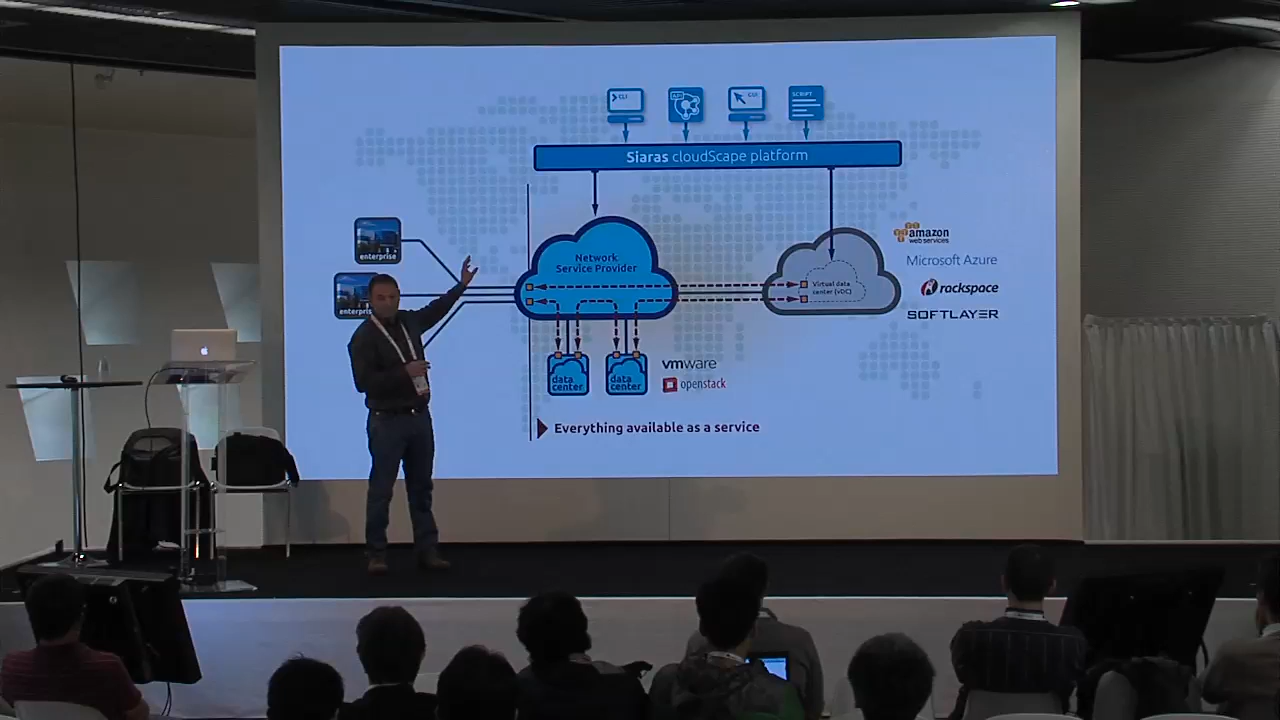 CLI
API
GUI
SCRIPT
Siaras cloudScape platform
enterprise
Network
Service Provider
amazon
web services
Microsoft Azure
rackspace
SOFTLAYER
Virtual data
center (vDC)
enterpris
data
center
data
center
vmware
openstack
Everything available as a service